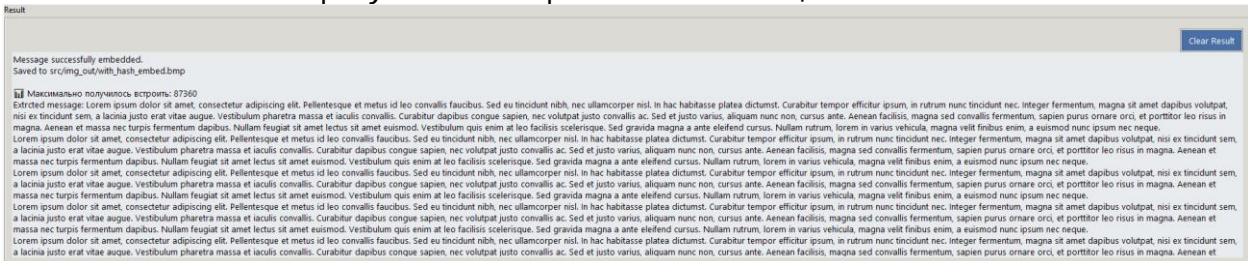 Result
Clear Result
Message successfully embedded.
Saved to src/img_out/with_hash_embed.bmp
Максимально получилось встроить: 87360
Extrcted message: Lorem ipsum dolor sit amet, consectetur adipiscing elit. Pellentesque et metus id leo convallis faucibus. Sed eu tincidunt nibh, nec ullamcorper nisl. In hac habitasse platea dictumst. Curabitur tempor efficitur ipsum, in rutrum nunc tincidunt nec. Integer fermentum, magna sit amet dapibus volutpat,
nisi ex tincidunt sem, a lacinia justo erat vitae augue. Vestibulum pharetra massa et iaculis convallis. Curabitur dapibus congue sapien, nec volutpat justo convallis ac. Sed et justo varius, aliquam nunc non, cursus ante. Aenean facilisis, magna sed convallis fermentum, sapien purus ornare orci, et porttitor leo risus in
magna. Aenean et massa nec turpis fermentum dapibus. Nullam feugiat sit amet lectus sit amet euismod. Vestibulum quis enim at leo facilisis scelerisque. Sed gravida magna a ante eleifend cursus. Nullam rutrum, lorem in varius vehicula, magna velit finibus enim, a euismod nunc ipsum nec neque.
Lorem ipsum dolor sit amet, consectetur adipiscing elit. Pellentesque et metus id leo convallis faucibus. Sed eu tincidunt nibh, nec ullamcorper nisl. In hac habitasse platea dictumst. Curabitur tempor efficitur ipsum, in rutrum nunc tincidunt nec. Integer fermentum, magna sit amet dapibus volutpat, nisi ex tincidunt sem,
a lacinia justo erat vitae augue. Vestibulum pharetra massa et iaculis convallis. Curabitur dapibus congue sapien, nec volutpat justo convallis ac. Sed et justo varius, aliquam nunc non, cursus ante. Aenean facilisis, magna sed convallis fermentum, sapien purus ornare orci, et porttitor leo risus in magna. Aenean et
massa nec turpis fermentum dapibus. Nullam feugiat sit amet lectus sit amet euismod. Vestibulum quis enim at leo facilisis scelerisque. Sed gravida magna a ante eleifend cursus. Nullam rutrum, lorem in varius vehicula, magna velit finibus enim, a euismod nunc ipsum nec neque.
Lorem ipsum dolor sit amet, consectetur adipiscing elit. Pellentesque et metus id leo convallis faucibus. Sed eu tincidunt nibh, nec ullamcorper nisl. In hac habitasse platea dictumst. Curabitur tempor efficitur ipsum, in rutrum nunc tincidunt nec. Integer fermentum, magna sit amet dapibus volutpat, nisi ex tincidunt sem,
a lacinia justo erat vitae augue. Vestibulum pharetra massa et iaculis convallis. Curabitur dapibus congue sapien, nec volutpat justo convallis ac. Sed et justo varius, aliquam nunc non, cursus ante. Aenean facilisis, magna sed convallis fermentum, sapien purus ornare orci, et porttitor leo risus in magna. Aenean et
massa nec turpis fermentum dapibus. Nullam feugiat sit amet lectus sit amet euismod. Vestibulum quis enim at leo facilisis scelerisque. Sed gravida magna a ante eleifend cursus. Nullam rutrum, lorem in varius vehicula, magna velit finibus enim, a euismod nunc ipsum nec neque.
Lorem ipsum dolor sit amet, consectetur adipiscing elit. Pellentesque et metus id leo convallis faucibus. Sed eu tincidunt nibh, nec ullamcorper nisl. In hac habitasse platea dictumst. Curabitur tempor efficitur ipsum, in rutrum nunc tincidunt nec. Integer fermentum, magna sit amet dapibus volutpat, nisi ex tincidunt sem,
a lacinia justo erat vitae augue. Vestibulum pharetra massa et iaculis convallis. Curabitur dapibus congue sapien, nec volutpat justo convallis ac. Sed et justo varius, aliquam nunc non, cursus ante. Aenean facilisis, magna sed convallis fermentum, sapien purus ornare orci, et porttitor leo risus in magna. Aenean et
massa nec turpis fermentum dapibus. Nullam feugiat sit amet lectus sit amet euismod. Vestibulum quis enim at leo facilisis scelerisque. Sed gravida magna a ante eleifend cursus. Nullam rutrum, lorem in varius vehicula, magna velit finibus enim, a euismod nunc ipsum nec neque.
Lorem ipsum dolor sit amet, consectetur adipiscing elit. Pellentesque et metus id leo convallis faucibus. Sed eu tincidunt nibh, nec ullamcorper nisl. In hac habitasse platea dictumst. Curabitur tempor efficitur ipsum, in rutrum nunc tincidunt nec. Integer fermentum, magna sit amet dapibus volutpat, nisi ex tincidunt sem,
a lacinia justo erat vitae augue. Vestibulum pharetra massa et iaculis convallis. Curabitur dapibus congue sapien, nec volutpat justo convallis ac. Sed et justo varius, aliquam nunc non, cursus ante. Aenean facilisis, magna sed convallis fermentum, sapien purus ornare orci, et porttitor leo risus in magna. Aenean et